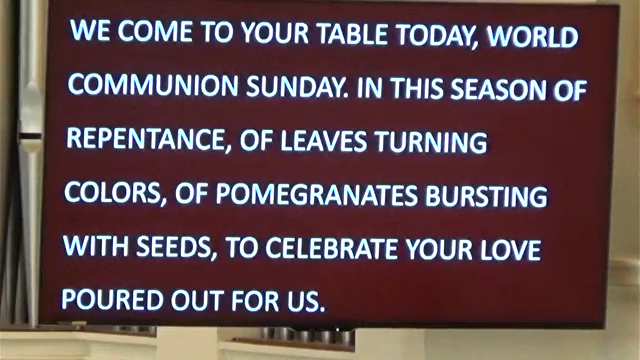 WE COME TO YOUR TABLE TODAY, WORLD
COMMUNION SUNDAY. IN THIS SEASON OF
REPENTANCE, OF LEAVES TURNING
COLORS, OF POMEGRANATES BURSTING
WITH SEEDS, TO CELEBRATE YOUR LOVE
POURED OUT FOR US.